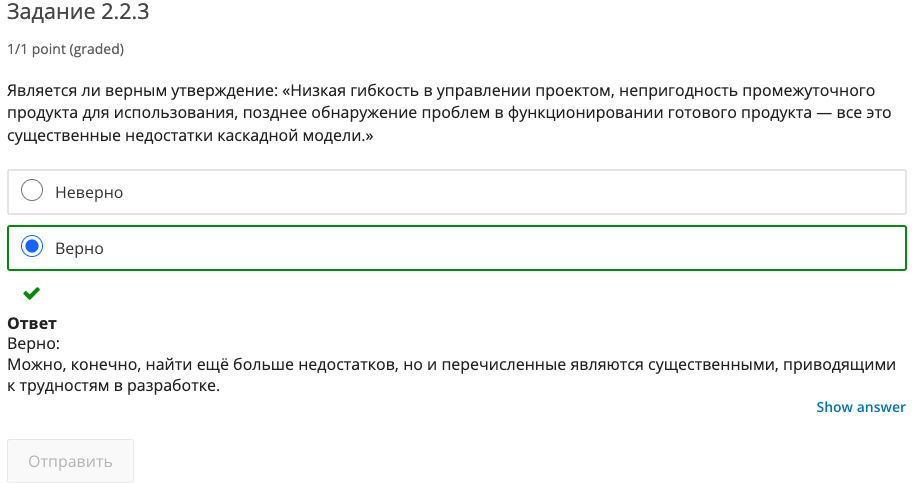 Задание 2.2.3
1/1 point (graded)
Является ли верным утверждение: «Низкая гибкость в управлении проектом, непригодность промежуточного
продукта для использования, позднее обнаружение проблем в функционировании готового продукта — все это
существенные недостатки каскадной модели.»
Неверно
Верно
Ответ
Верно:
Можно, конечно, найти ещё больше недостатков, но и перечисленные являются существенными, приводящими
к трудностям в разработке.
Show answer
Отправить